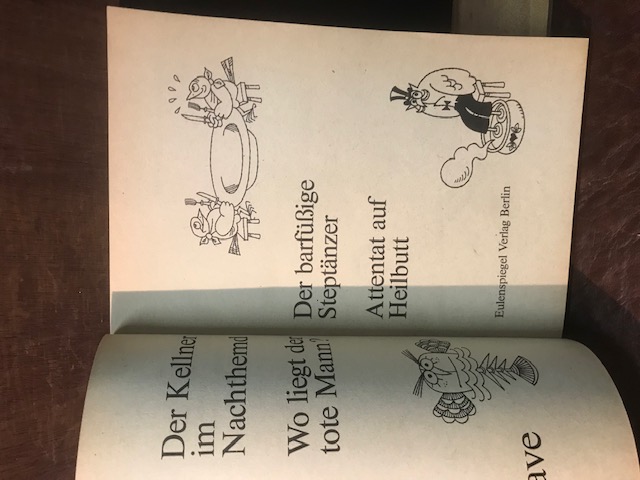 Der Kellner
im
Nachthemd
Wo liegt der
tote Mann?
ave
Der barfüßige
Steptänzer
Attentat auf
Heilbutt
Eulenspiegel Verlag Berlin